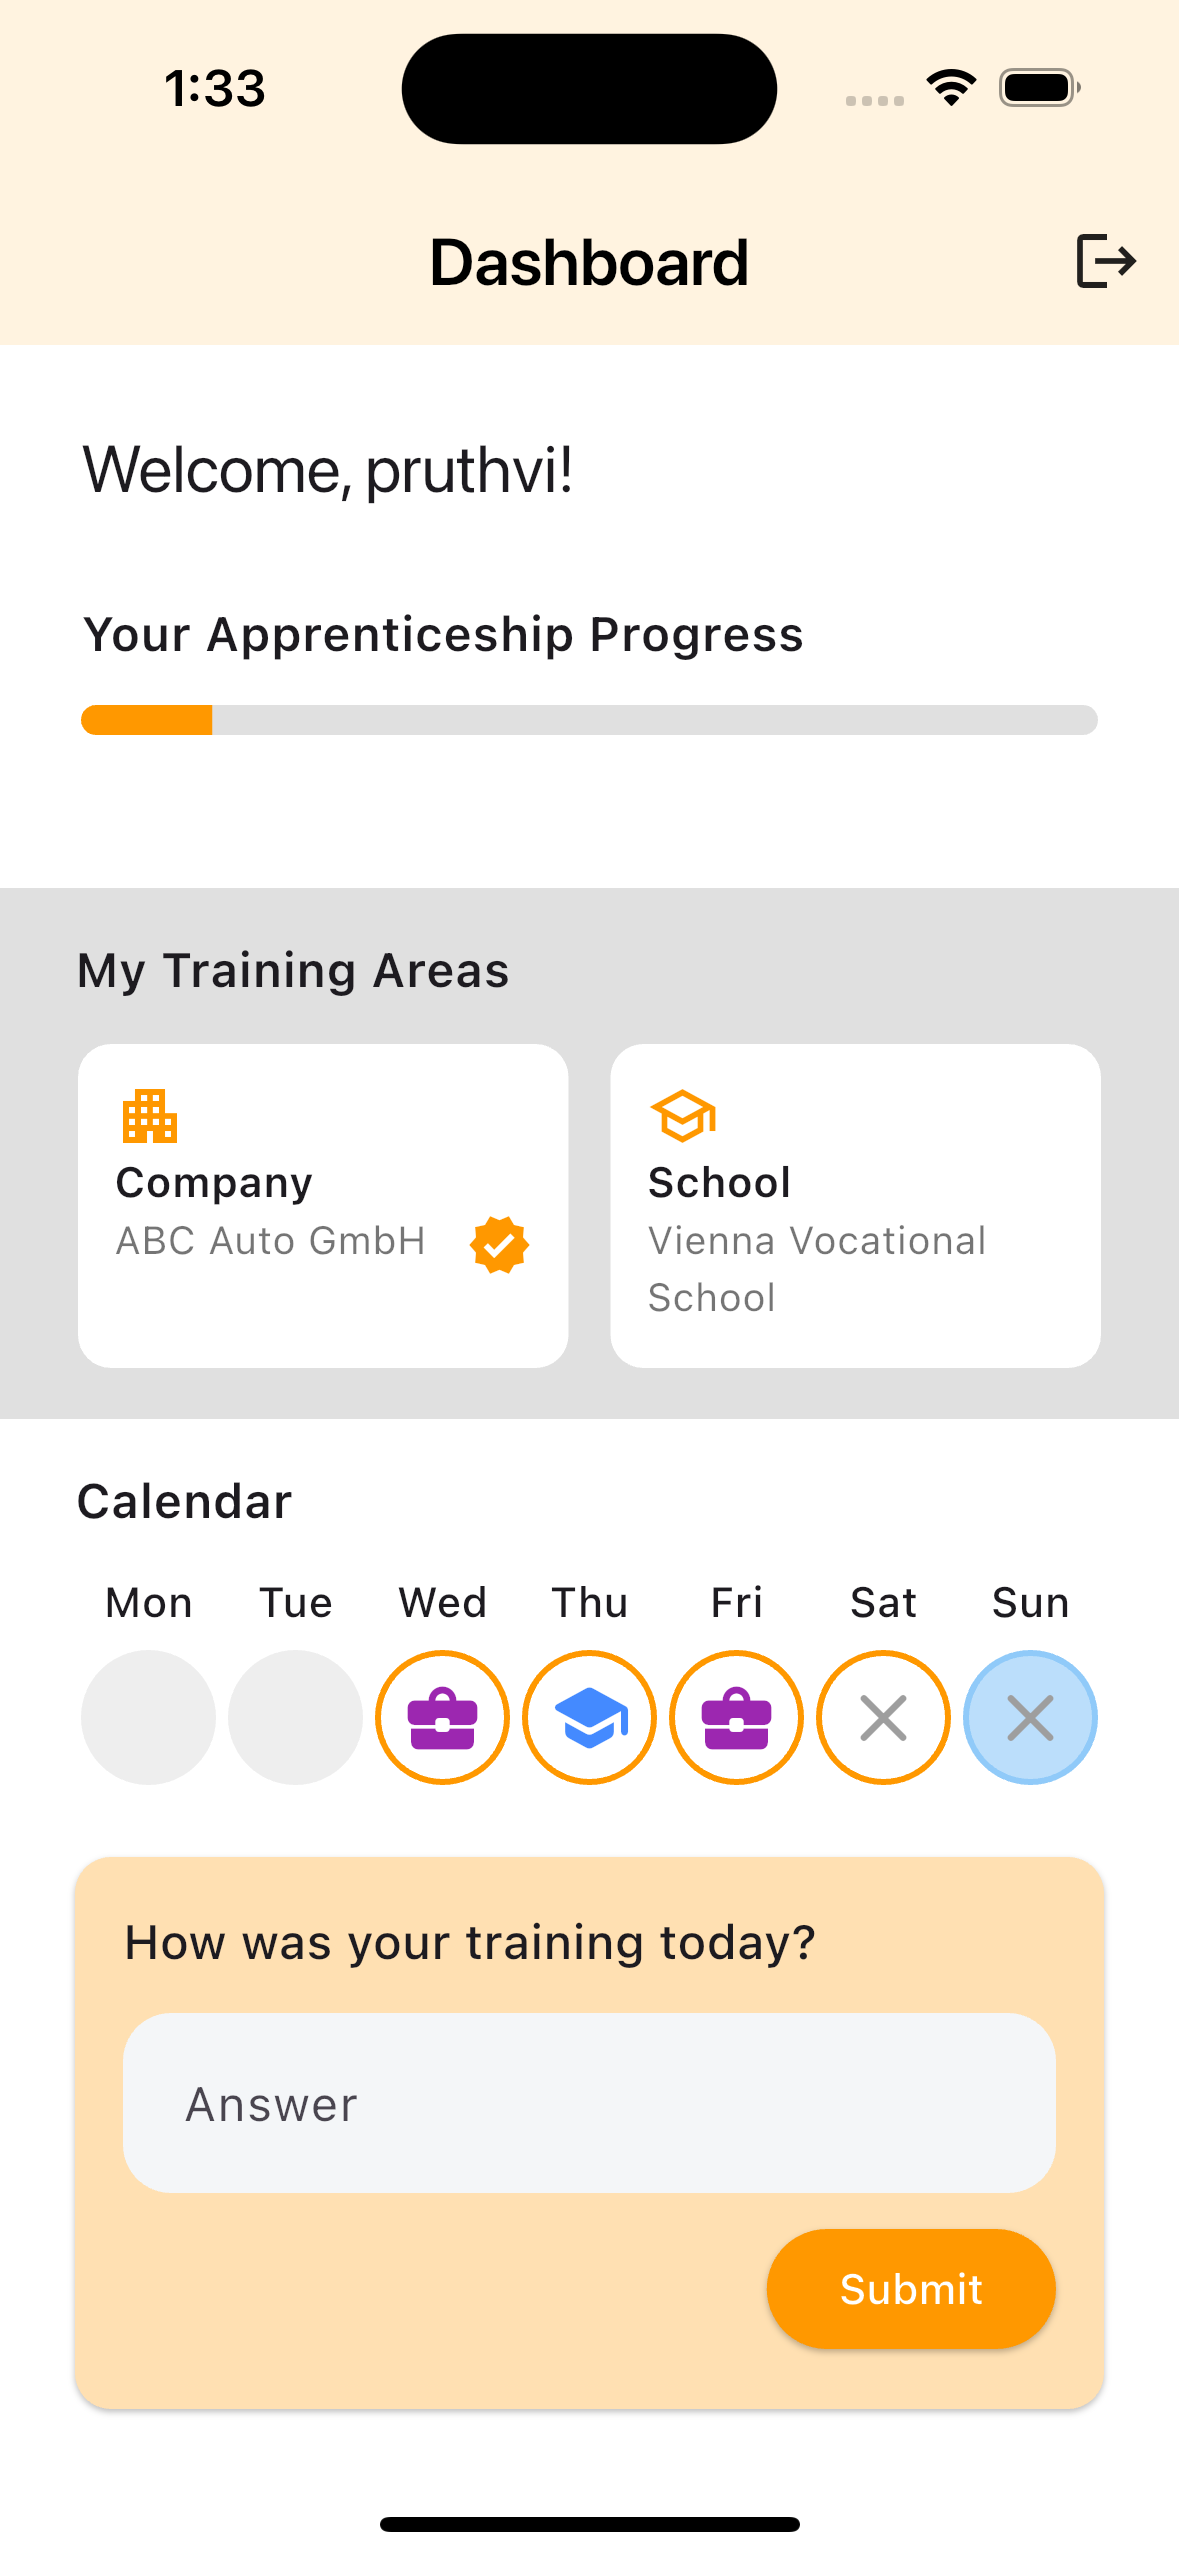 1:33
Dashboard
Welcome, pruthvi!
Your Apprenticeship Progress
My Training Areas
Company
ABC Auto GmbH
School
Vienna Vocational
School
Calendar
Mon Tue Wed Thu Fri Sat Sun
How was your training today?
Answer
Submit